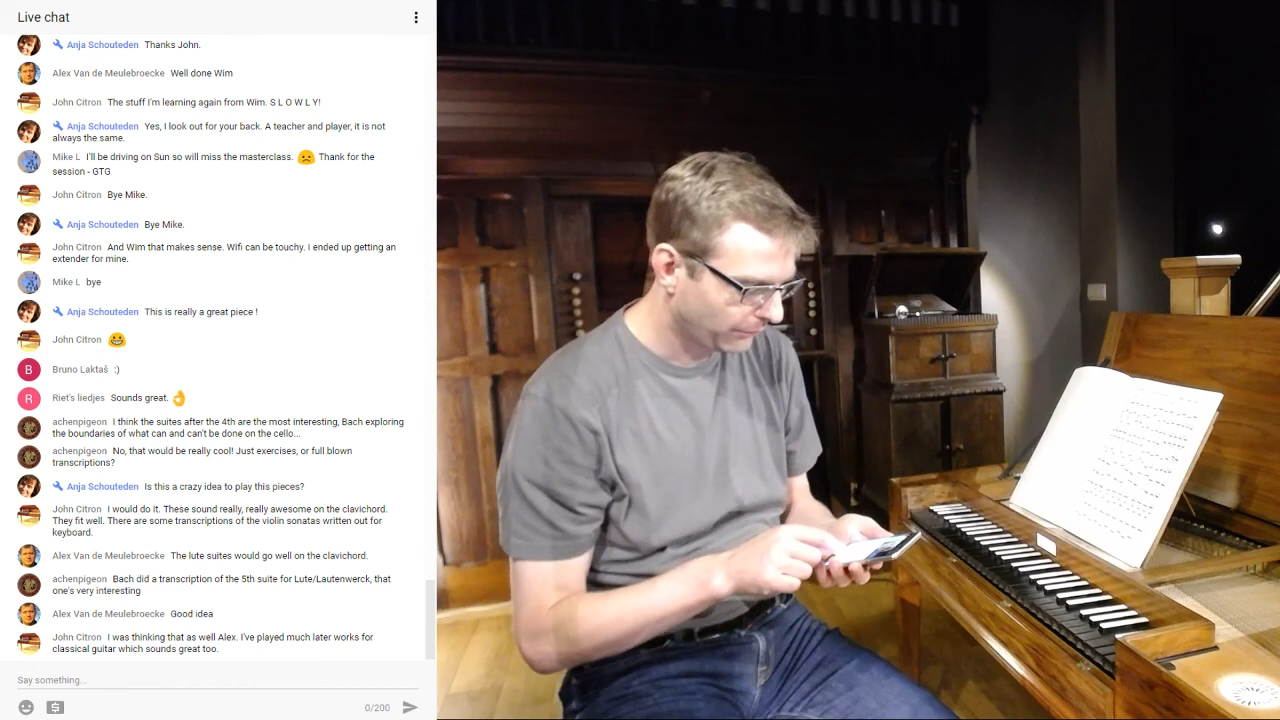 Live chat
Anja Schouteden Thanks John.
Alex Van de Meulebroecke Well done Wim
John Citron The stuff I'm learning again from Wim. S L O W L Y!
Anja Schouteden Yes, I look out for your back. A teacher and player, it is not
always the same.
Mike L I'll be driving on Sun so will miss the masterclass. Thank for the
session - GTG
John Citron Bye Mike.
Anja Schouteden Bye Mike.
John Citron And Wim that makes sense. Wifi can be touchy. I ended up getting an
extender for mine.
Mike L bye
Anja Schouteden This is really a great piece !
John Citron
B Bruno Laktaš :)
R Riet's liedjes Sounds great.
achenpigeon I think the suites after the 4th are the most interesting, Bach exploring
the boundaries of what can and can't be done on the cello...
achenpigeon No, that would be really cool! Just exercises, or full blown
transcriptions?
Anja Schouteden Is this a crazy idea to play this pieces?
John Citron I would do it. These sound really, really awesome on the clavichord.
They fit well. There are some transcriptions of the violin sonatas written out for
keyboard.
Alex Van de Meulebroecke The lute suites would go well on the clavichord.
achenpigeon Bach did a transcription of the 5th suite for Lute/Lautenwerck, that
one's very interesting
Alex Van de Meulebroecke Good idea
John Citron I was thinking that as well Alex. I've played much later works for
classical guitar which sounds great too.
Say something...
0/200